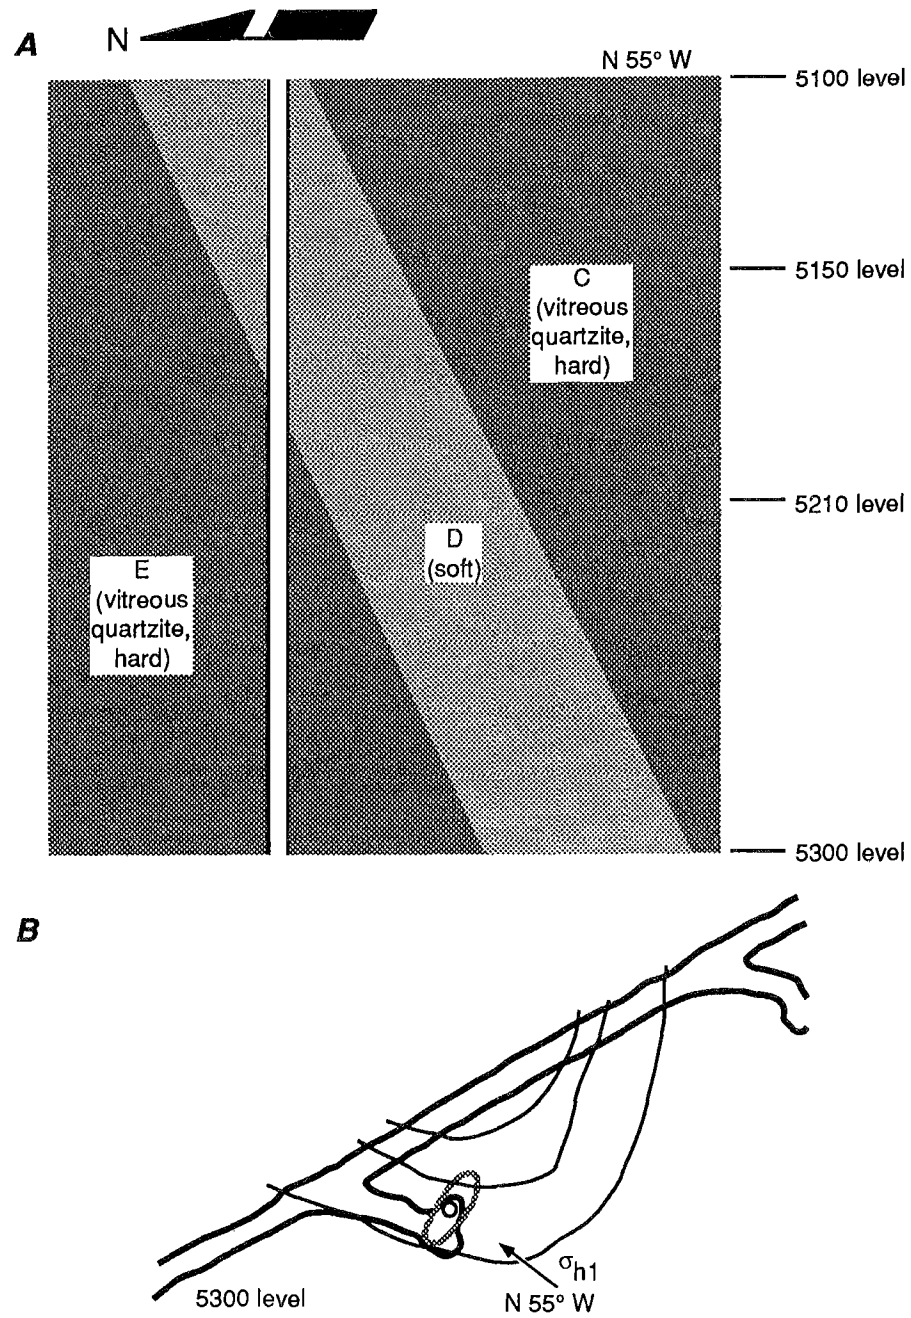 A
N
N 55° W
5100 level
5150 level
C
(vitreous
quartzite,
hard)
5210 level
D
(soft)
E
(vitreous
quartzite,
hard)
5300 level
B
σh1
N 55° W
5300 level